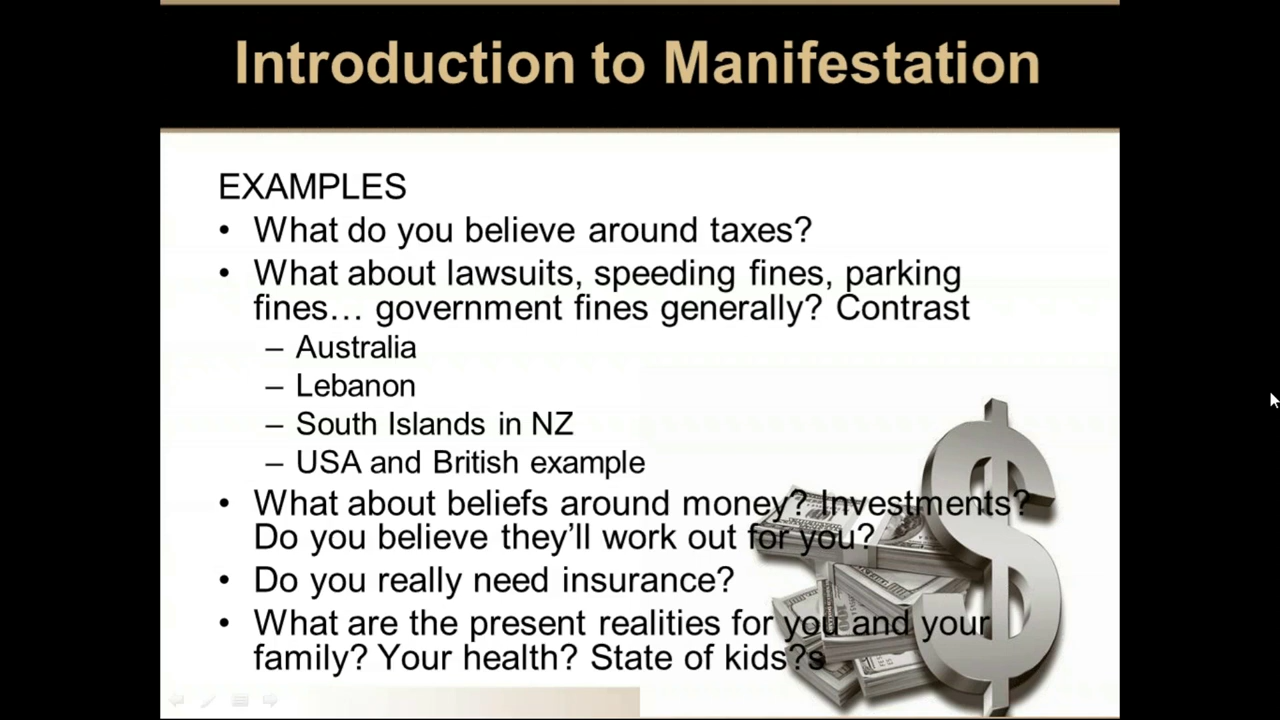 Introduction to Manifestation
EXAMPLES
• What do you believe around taxes?
• What about lawsuits, speeding fines, parking
fines… government fines generally? Contrast
– Australia
– Lebanon
– South Islands in NZ
– USA and British example
• What about beliefs around money? Investments?
Do you believe they’ll work out for you?
• Do you really need insurance?
• What are the present realities for you and your
family? Your health? State of kids?s